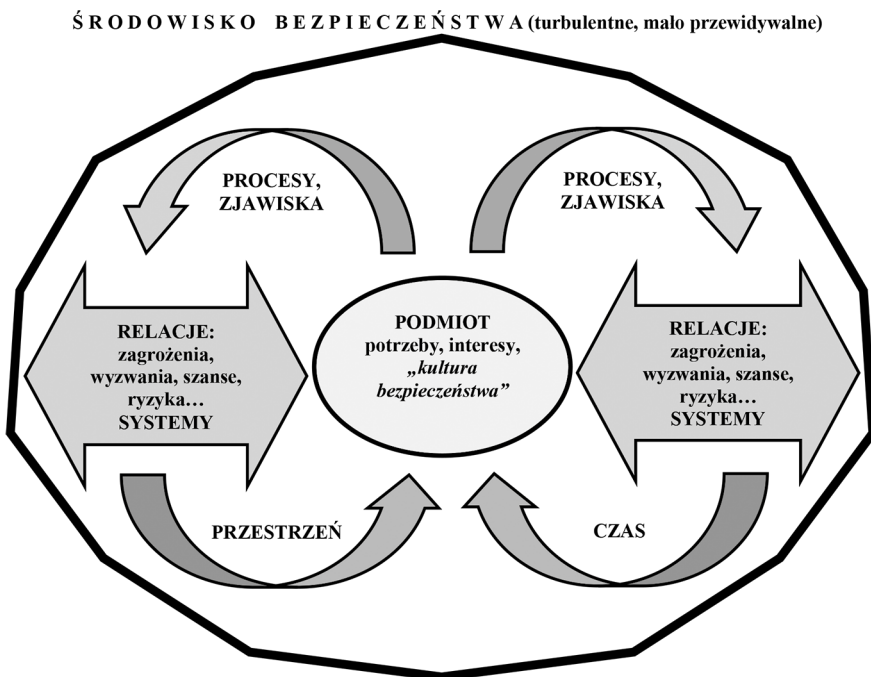 ŚRODOWISKO BEZPIECZEŃSTWA (turbulentne, mało przewidywalne)
PROCESY,
ZJAWISKA
PROCESY,
ZJAWISKA
RELACJE:
zagrożenia,
wyzwania, szanse,
ryzyka…
SYSTEMY
PODMIOT
potrzeby, interesy,
„kultura
bezpieczeństwa”
RELACJE:
zagrożenia,
wyzwania, szanse,
ryzyka…
SYSTEMY
PRZESTRZEŃ
CZAS